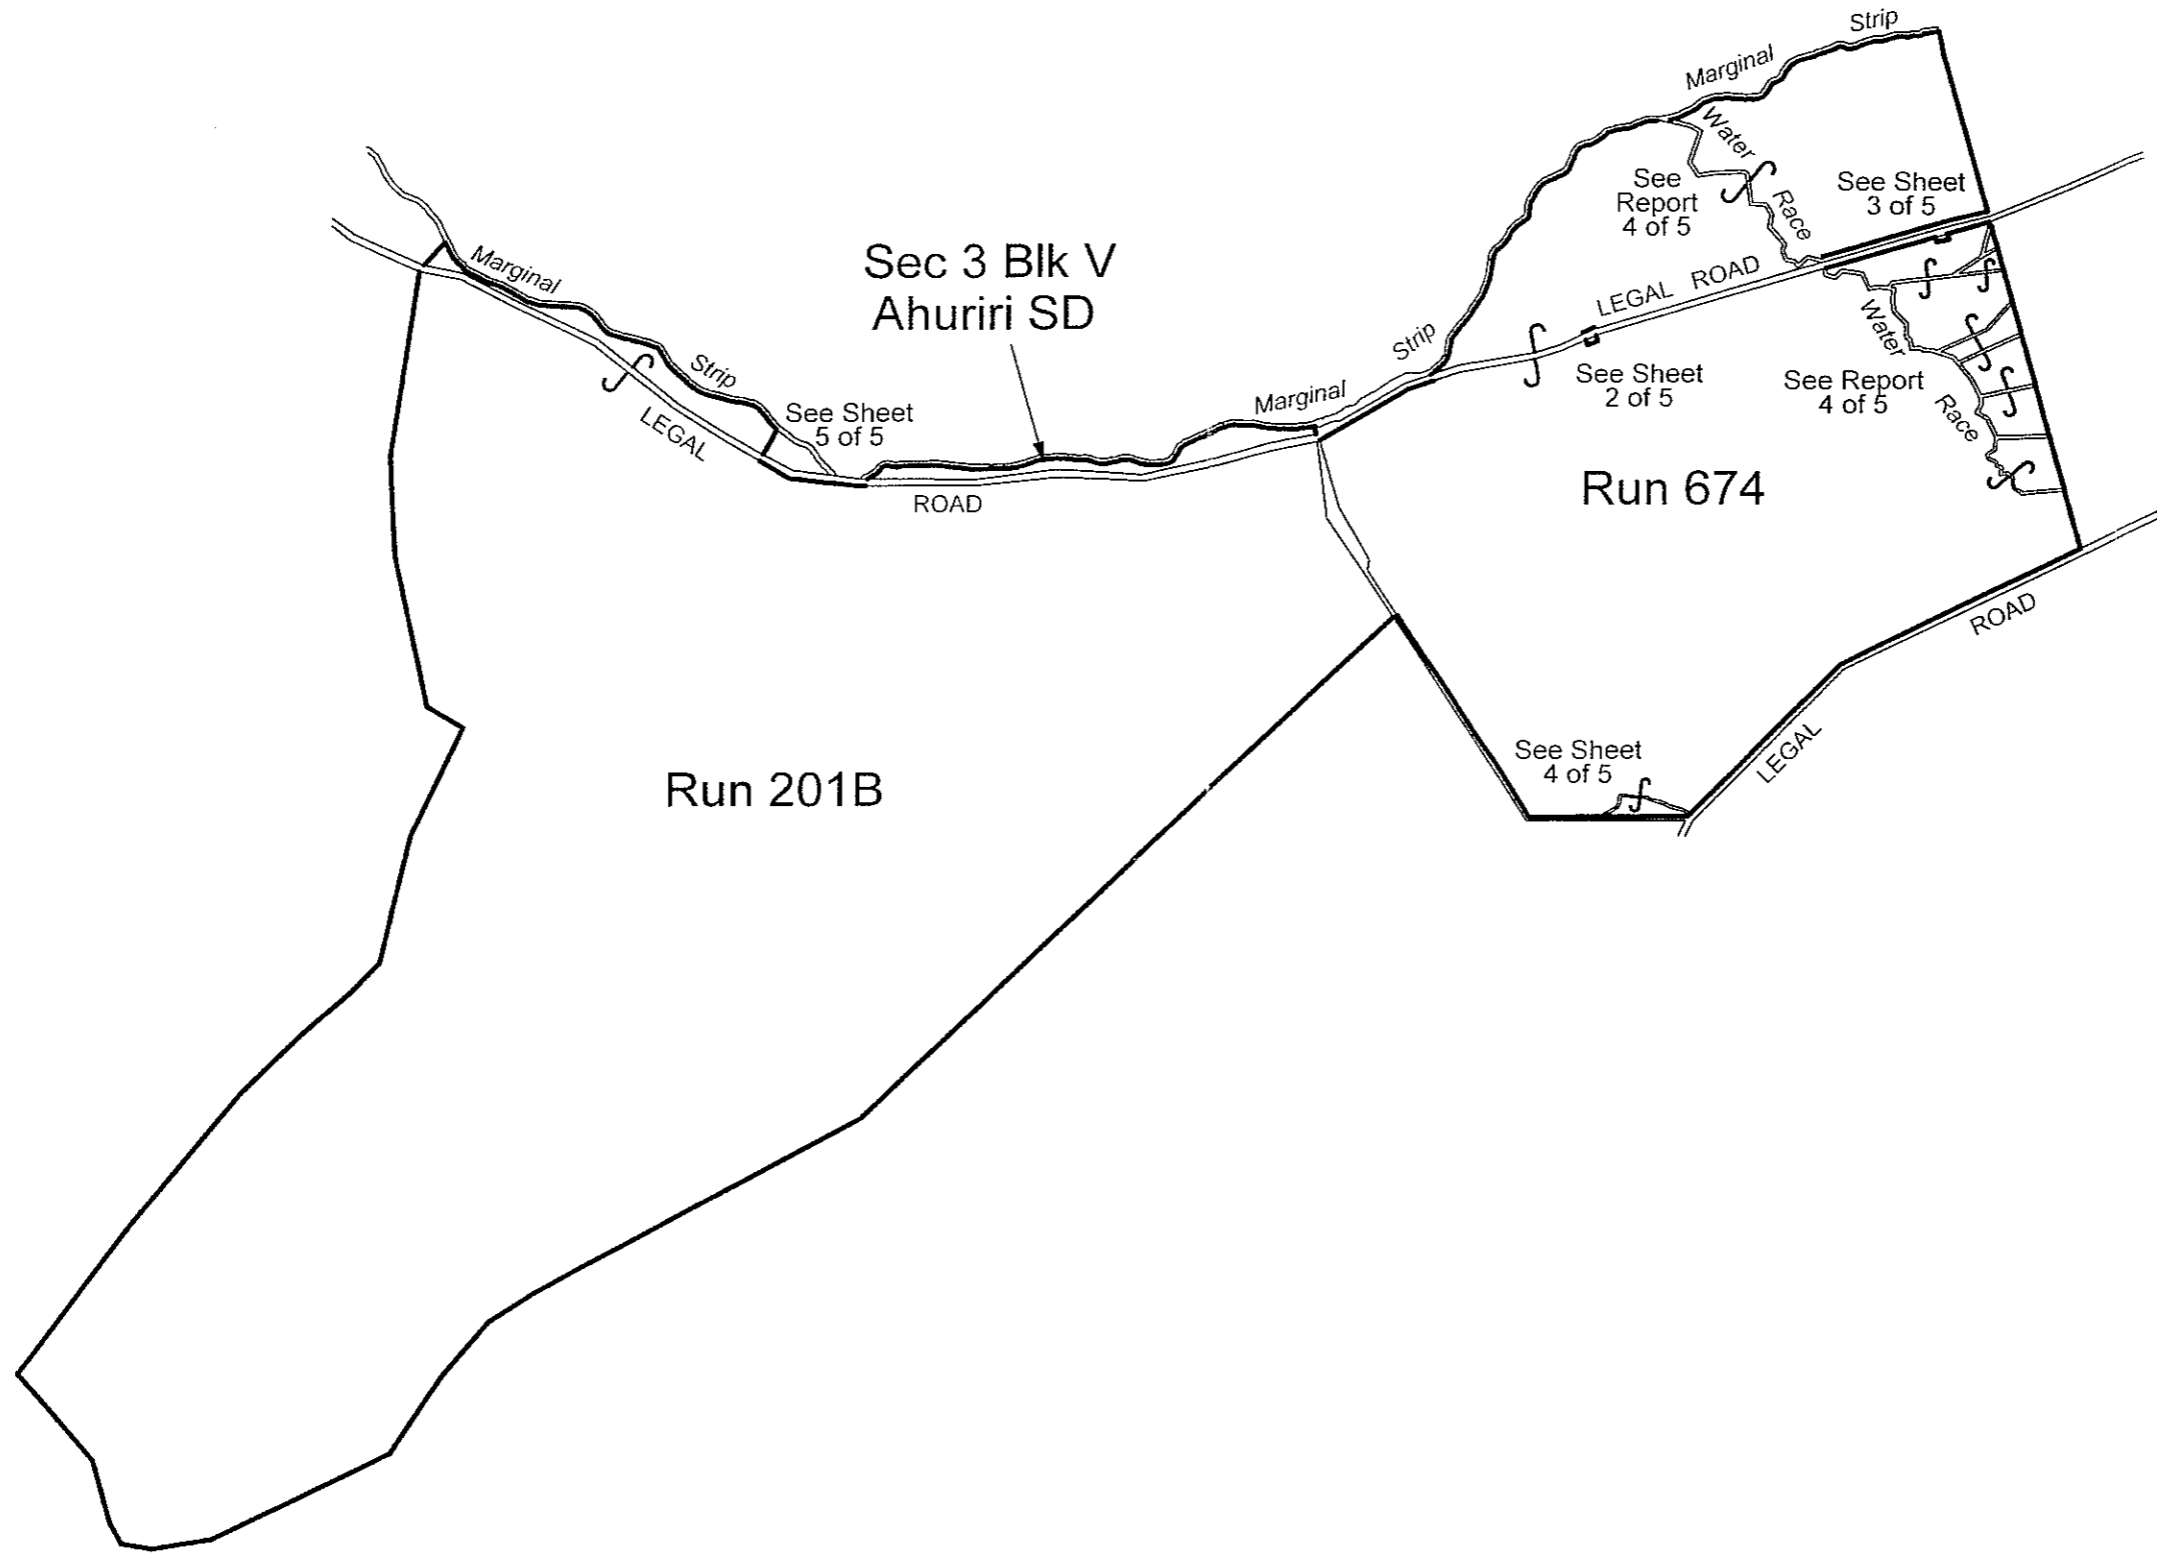 Strip
Marginal
Water
See
Report
4 of 5
Race
See Sheet
3 of 5
Marginal
Strip
Sec 3 Blk V
Ahuriri SD
LEGAL ROAD
Strip
Marginal
Water
See Sheet
2 of 5
See Report
4 of 5
Race
See Sheet
5 of 5
LEGAL
ROAD
Run 674
ROAD
LEGAL
See Sheet
4 of 5
Run 201B